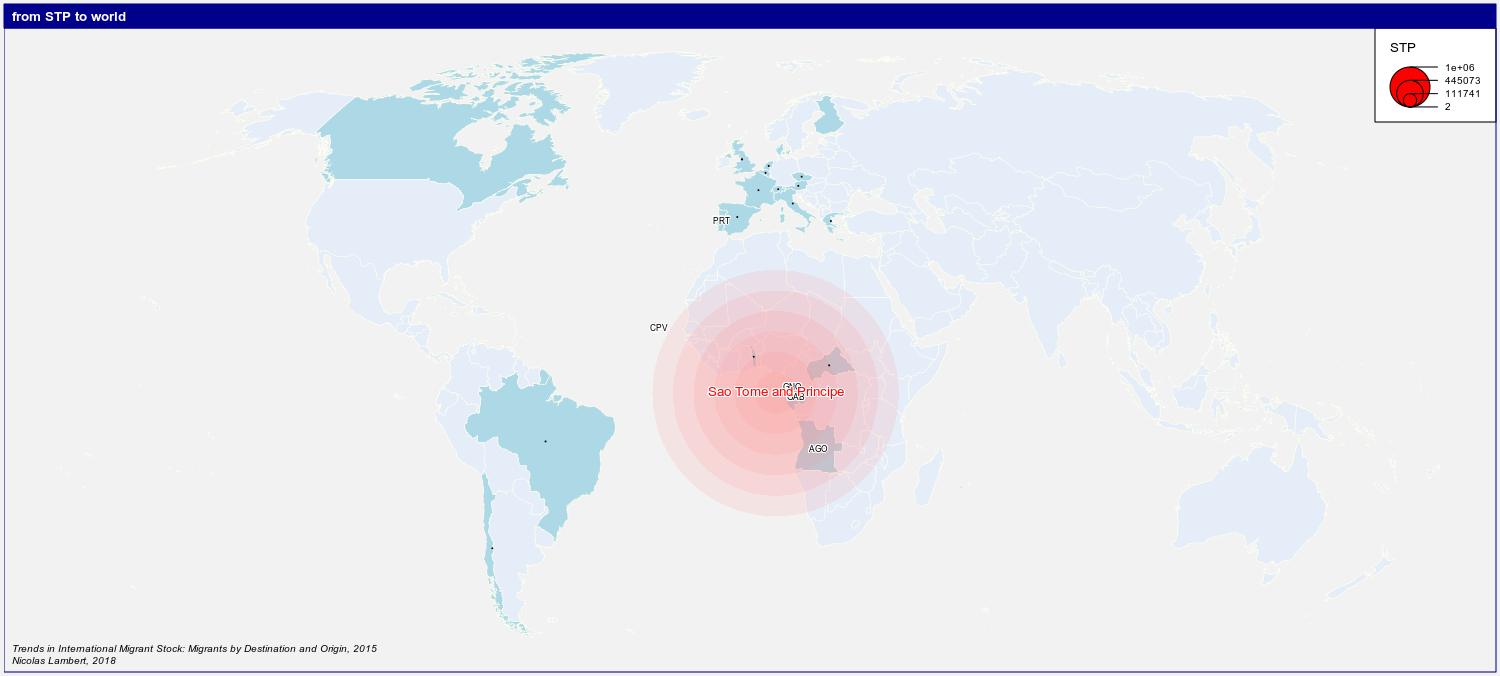 from STP to world
STP
1e+06
445073
111741
2
PRT
CPV
GNQ
Sao Tome and Principe
GAB
AGO
Trends in International Migrant Stock: Migrants by Destination and Origin, 2015
Nicolas Lambert, 2018